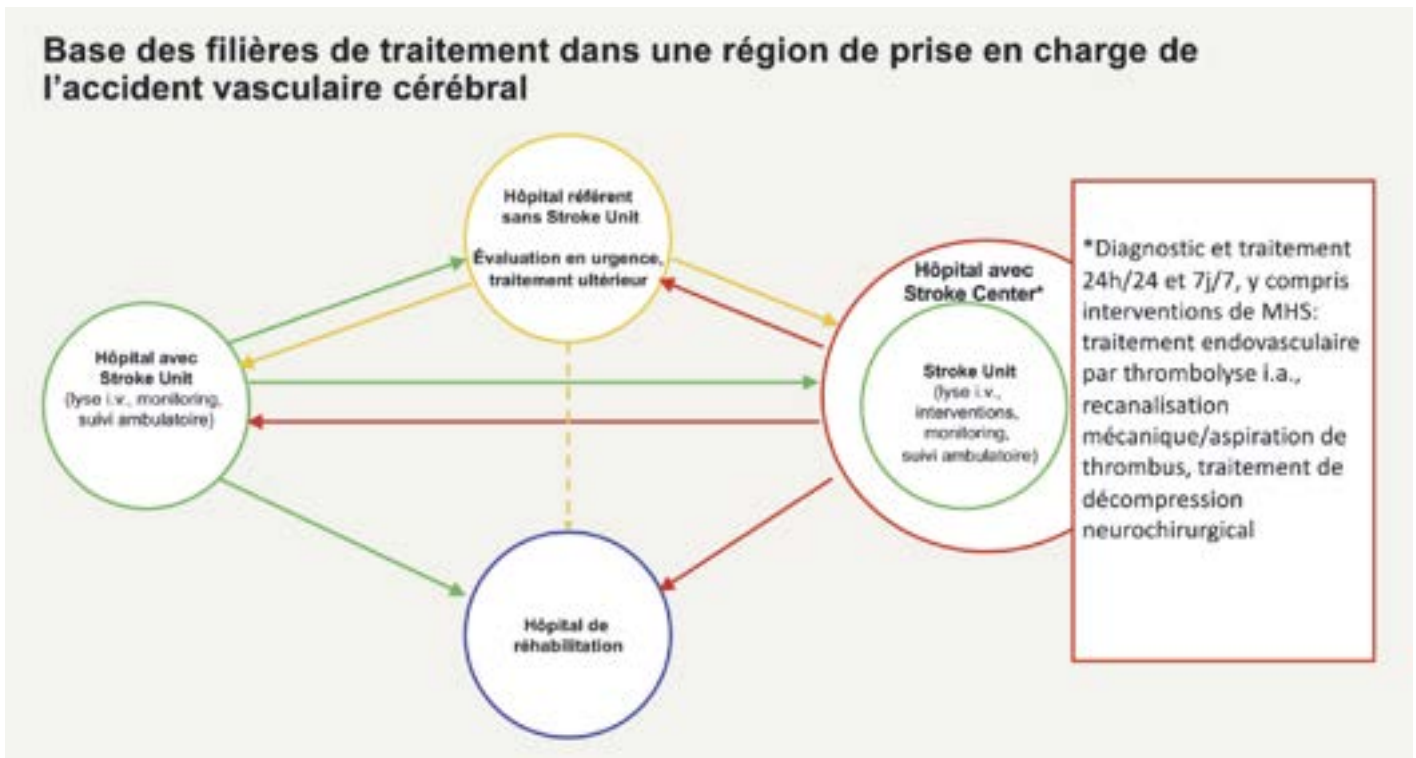 Base des filières de traitement dans une région de prise en charge de
l'accident vasculaire cérébral
Hôpital référent
sans Stroke Unit
Évaluation en urgence,
traitement ultérieur
Hôpital avec
Stroke Unit
(lyse i.v., monitoring,
suivi ambulatoire)
Hôpital avec
Stroke Center*
Stroke Unit
(lyse i.v.,
interventions,
monitoring,
suivi ambulatoire)
*Diagnostic et traitement
24h/24 et 7j/7, y compris
interventions de MHS:
traitement endovasculaire
par thrombolyse i.a.,
recanalisation
mécanique/aspiration de
thrombus, traitement de
décompression
neurochirurgical
Hôpital de
réhabilitation